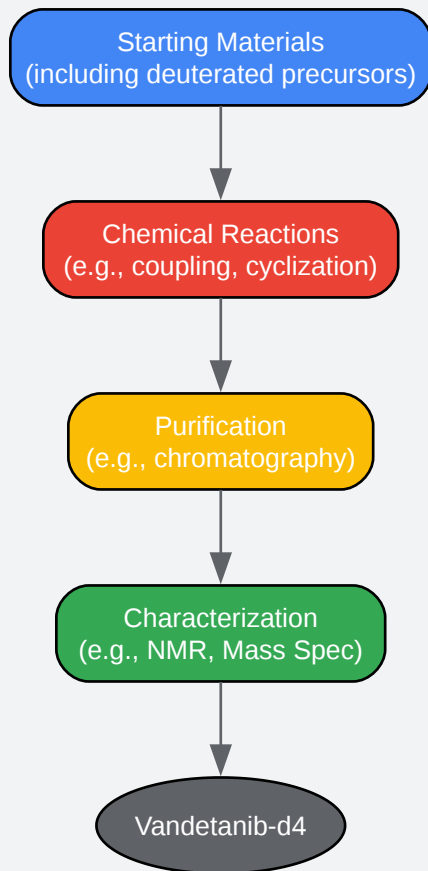 Starting Materials
(including deuterated precursors)
Chemical Reactions
(e.g., coupling, cyclization)
Purification
(e.g., chromatography)
Characterization
(e.g., NMR, Mass Spec)
Vandetanib-d4